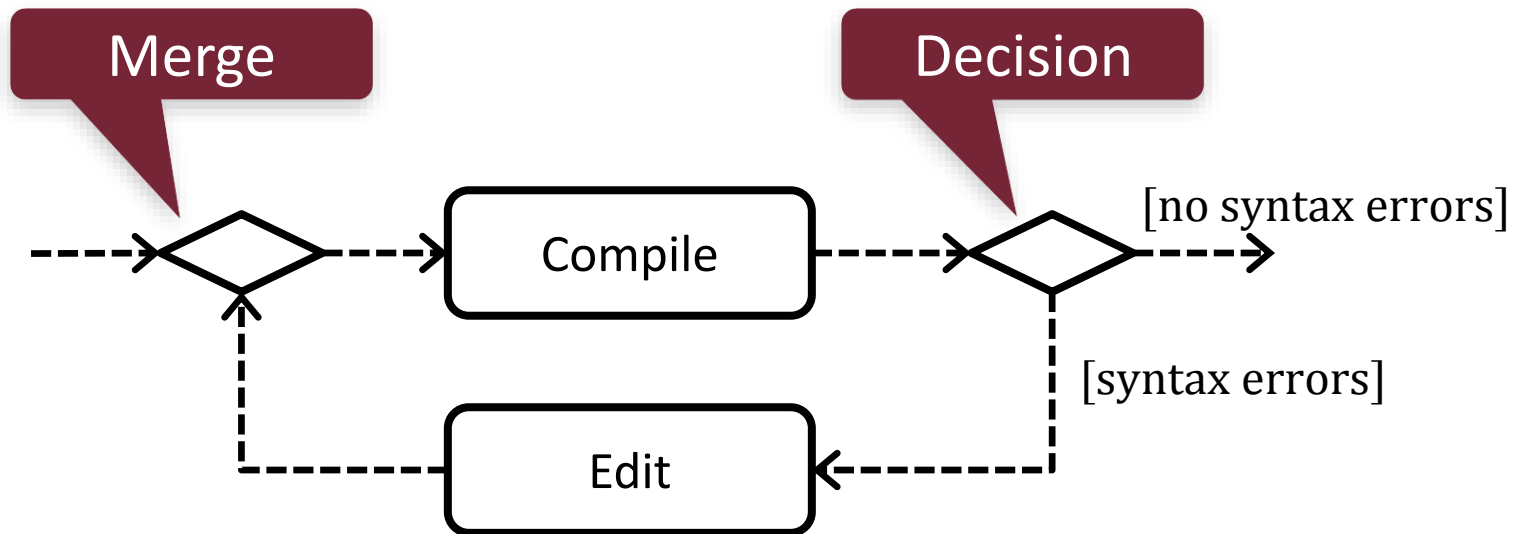 Merge
Decision
[no syntax errors]
Compile
[syntax errors]
Edit